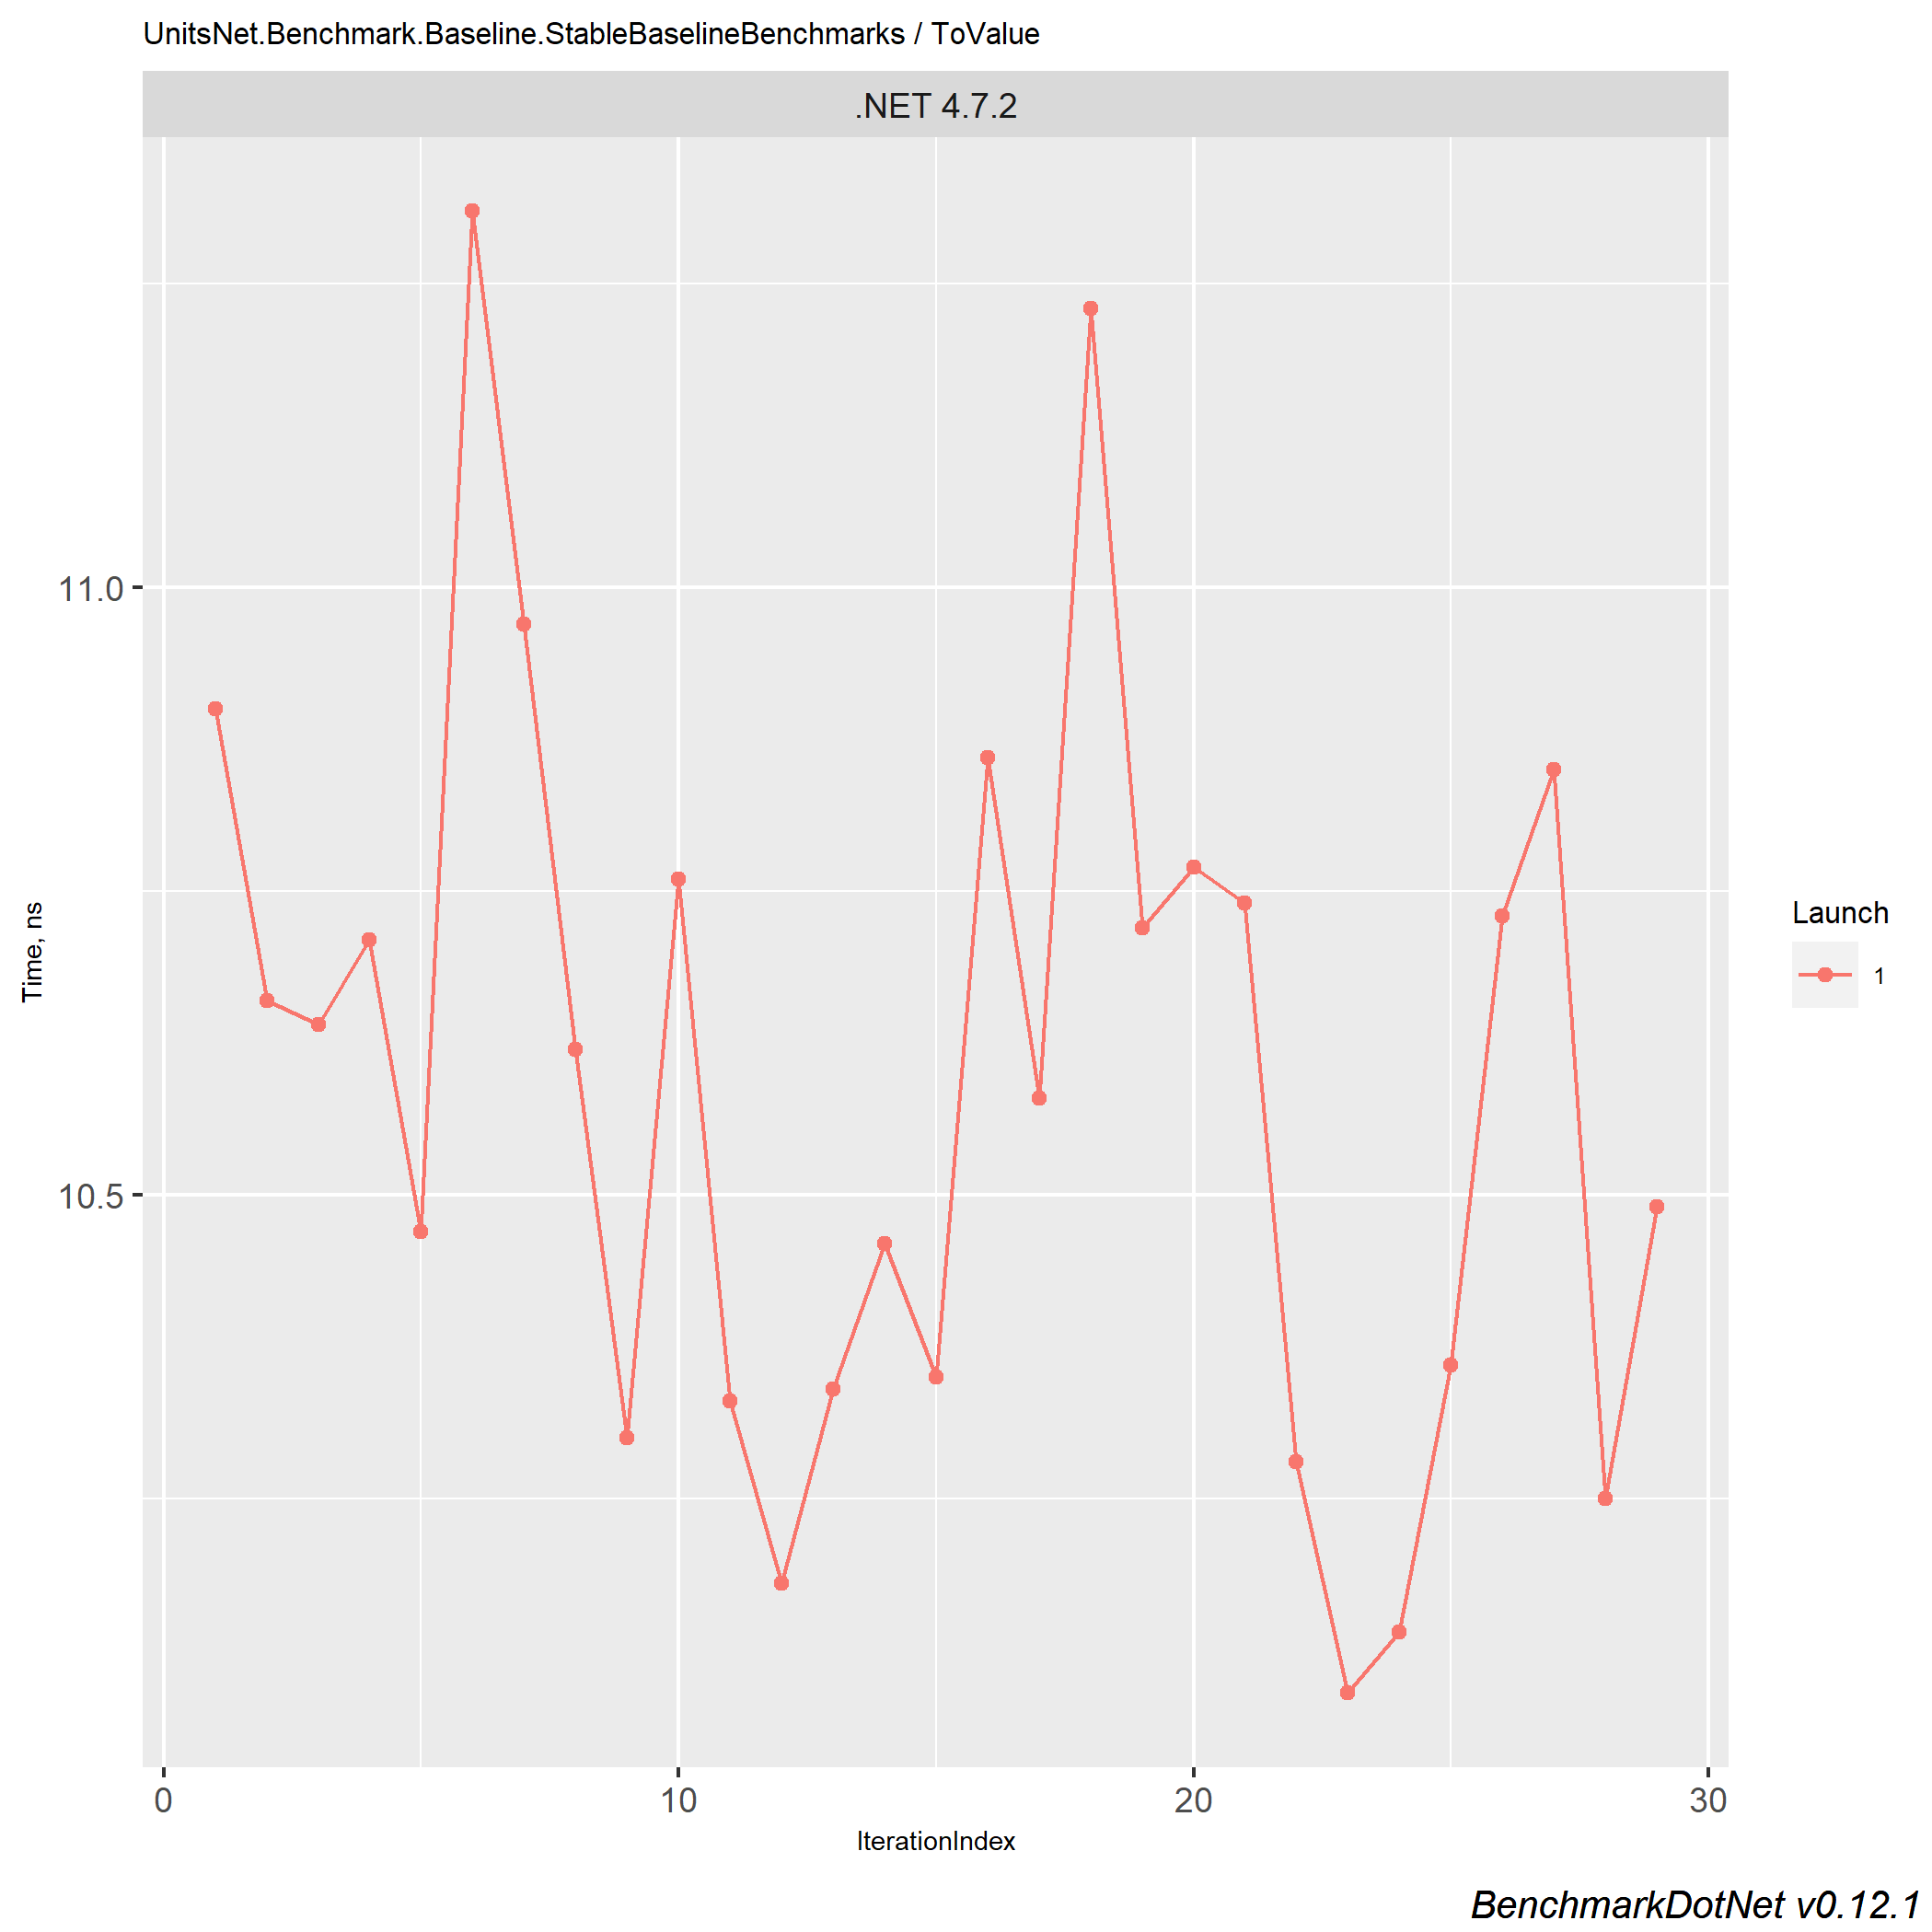 UnitsNet.Benchmark.Baseline.StableBaselineBenchmarks / ToValue
.NET 4.7.2
11.0
10.5
Time, ns
0 10 20 30
IterationIndex
Launch
1
BenchmarkDotNet v0.12.1